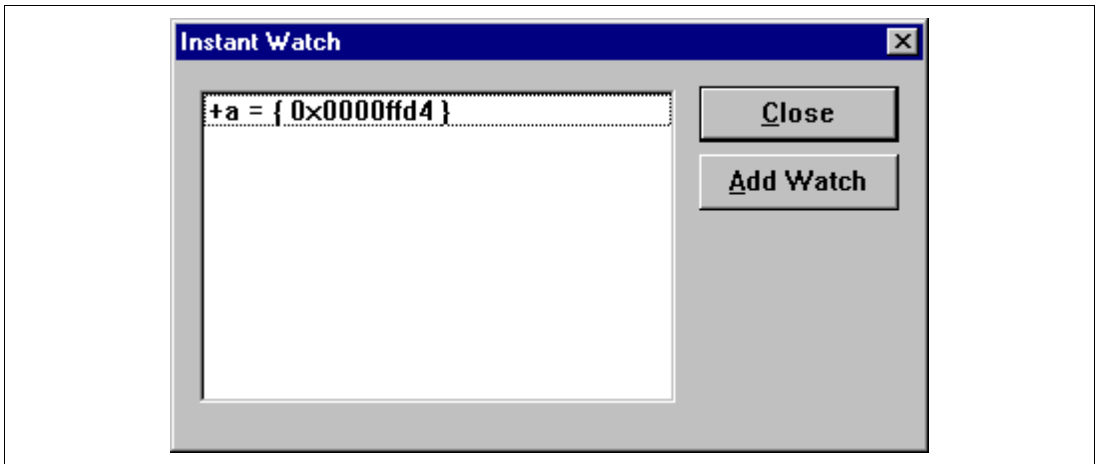 Instant Watch
+a = { 0x0000ffd4 }
Close
Add Watch